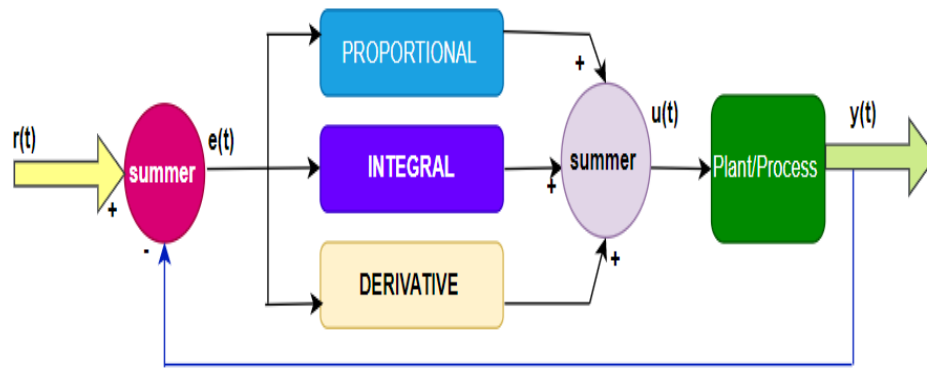 PROPORTIONAL
+
r(t)
summer
e(t)
+
-
INTEGRAL
+
summer
u(t)
Plant/Process
y(t)
DERIVATIVE
+